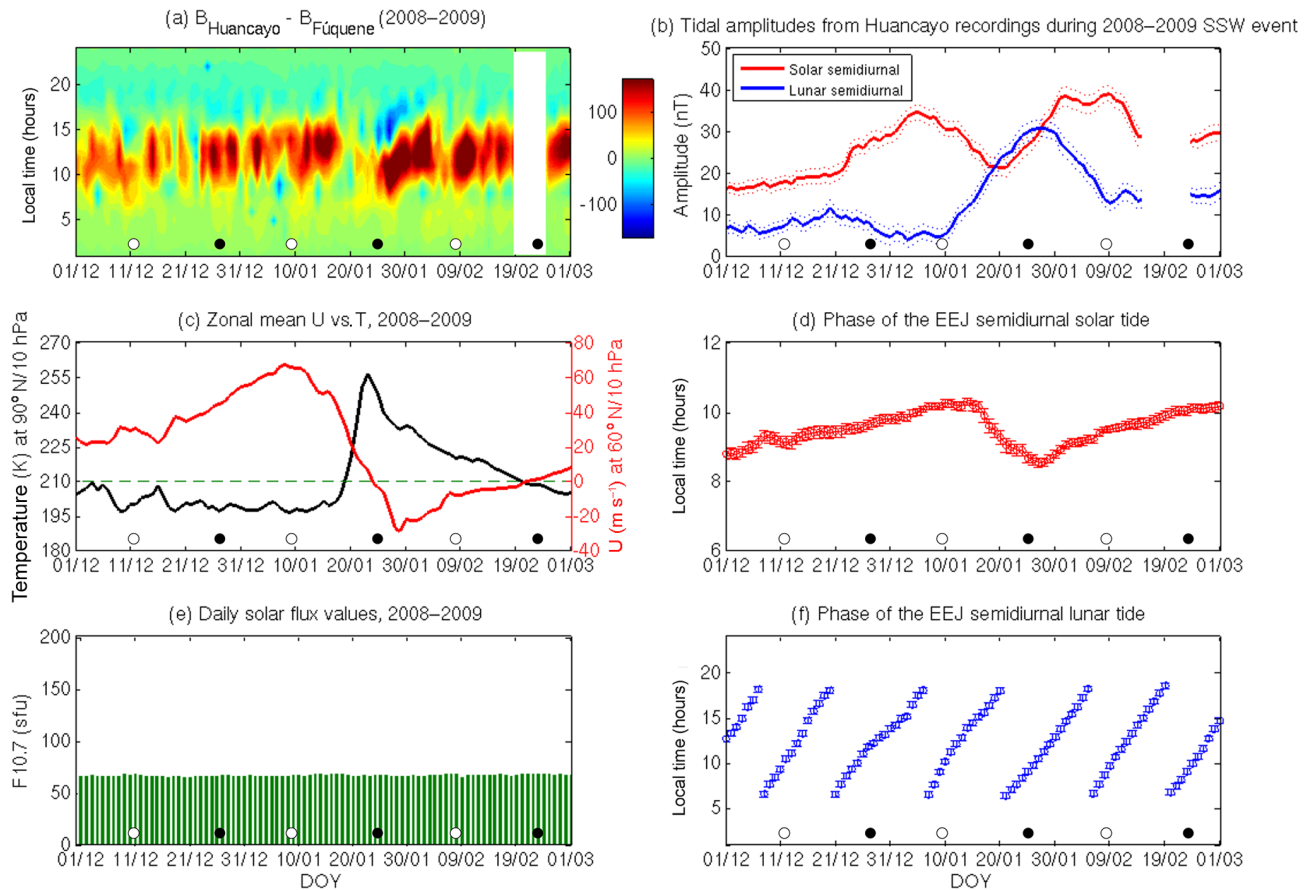 (a) B_Huancayo - B_Fúquene (2008–2009)
Local time (hours)
20
15
10
5
01/12 11/12 21/12 31/12 10/01 20/01 30/01 09/02 19/02 01/03
100
0
-100
(b) Tidal amplitudes from Huancayo recordings during 2008–2009 SSW event
Amplitude (nT)
50
40
30
20
10
0
Solar semidiurnal
Lunar semidiurnal
01/12 11/12 21/12 31/12 10/01 20/01 30/01 09/02 19/02 01/03
(c) Zonal mean U vs. T, 2008–2009
Temperature (K) at 90° N/10 hPa
270
255
240
225
210
195
180
80
60
40
20
0
-20
-40
U (m s⁻¹) at 60° N/10 hPa
01/12 11/12 21/12 31/12 10/01 20/01 30/01 09/02 19/02 01/03
(d) Phase of the EEJ semidiurnal solar tide
Local time (hours)
12
10
8
6
01/12 11/12 21/12 31/12 10/01 20/01 30/01 09/02 19/02 01/03
(e) Daily solar flux values, 2008–2009
F10.7 (sfu)
200
150
100
50
0
01/12 11/12 21/12 31/12 10/01 20/01 30/01 09/02 19/02 01/03
DOY
(f) Phase of the EEJ semidiurnal lunar tide
Local time (hours)
20
15
10
5
01/12 11/12 21/12 31/12 10/01 20/01 30/01 09/02 19/02 01/03
DOY